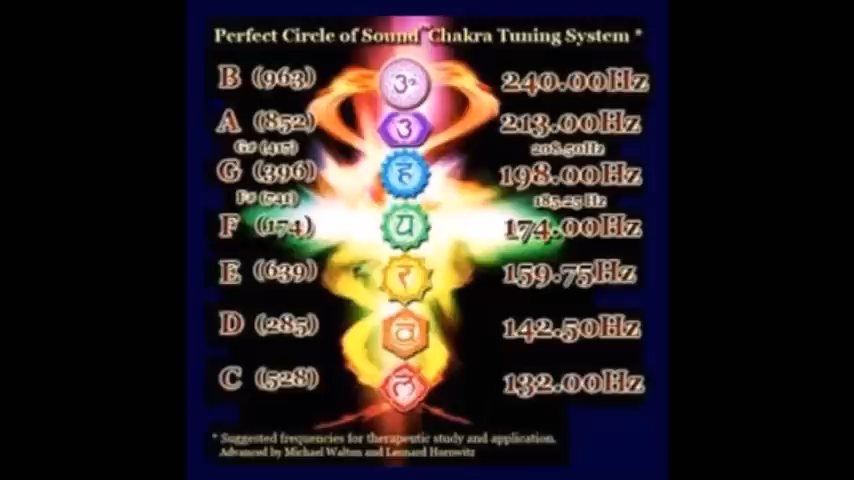 Perfect Circle of Sound ~Chakra Tuning System *
B (963) ॐ 240.00Hz
A (852) 213.00Hz
G# (417) 208.50Hz
G (396) ह 198.00Hz
F# (741) 185.25 Hz
F (174) य 174.00Hz
E (639) र 159.75Hz
D (285) व 142.50Hz
C (528) 132.00Hz
* Suggested frequencies for therapeutic study and application.
Advanced by Michael Walton and Leonard Horowitz